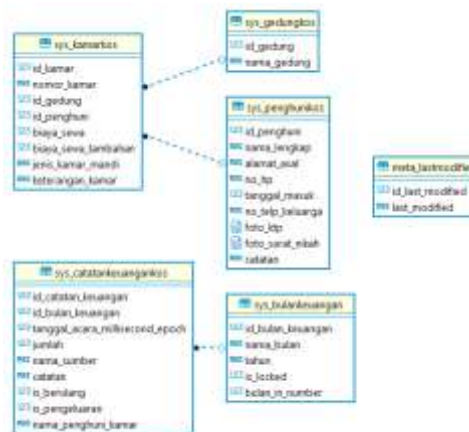 sys_kamarkos
id_kamar
nomor_kamar
id_gedung
id_penghuni
biaya_sewa
biaya_sewa_tambahan
jenis_kamar_mandi
keterangan_kamar
sys_gedungkos
id_gedung
nama_gedung
sys_penghunikos
id_penghuni
nama_lengkap
alamat_asal
no_hp
tanggal_masuk
no_telp_keluarga
foto_ktp
foto_surat_nikah
catatan
meta_lastmodifie
id_last_modified
last_modified
sys_catatankeuangankos
id_catatan_keuangan
id_bulan_keuangan
tanggal_acara_millisecond_epoch
jumlah
nama_sumber
catatan
is_berulang
is_pengeluaran
nama_penghuni_kamar
sys_bulankeuangan
id_bulan_keuangan
nama_bulan
tahun
is_locked
bulan_in_number